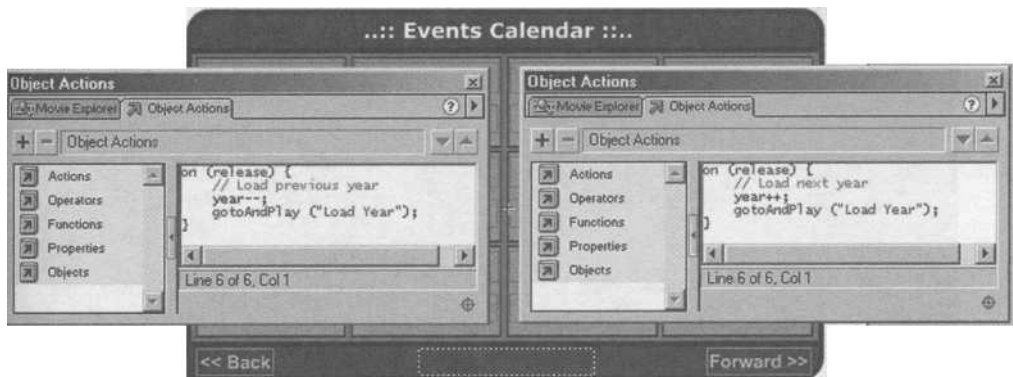 ..:: Events Calendar ::..
Object Actions
Movie Explorer
Object Actions
?
+ - Object Actions
Actions
Operators
Functions
Properties
Objects
on (release) {
// Load previous year
year--;
gotoAndPlay ("Load Year");
}
Line 6 of 6, Col 1
Object Actions
Movie Explorer
Object Actions
?
+ - Object Actions
Actions
Operators
Functions
Properties
Objects
on (release) {
// Load next year
year++;
gotoAndPlay ("Load Year");
}
Line 6 of 6, Col 1
<< Back
Forward >>